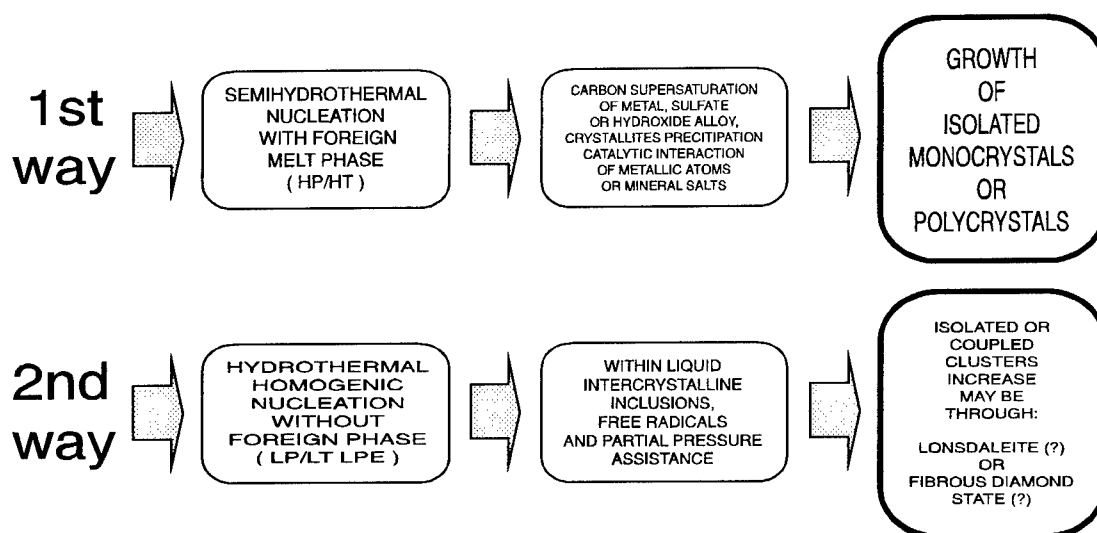 1st
way
SEMIHYDROTHERMAL
NUCLEATION
WITH FOREIGN
MELT PHASE
( HP/HT )
CARBON SUPERSATURATION
OF METAL, SULFATE
OR HYDROXIDE ALLOY,
CRYSTALLITES PRECITIPATION
CATALYTIC INTERACTION
OF METALLIC ATOMS
OR MINERAL SALTS
GROWTH
OF
ISOLATED
MONOCRYSTALS
OR
POLYCRYSTALS
2nd
way
HYDROTHERMAL
HOMOGENIC
NUCLEATION
WITHOUT
FOREIGN PHASE
( LP/LT LPE )
WITHIN LIQUID
INTERCRYSTALLINE
INCLUSIONS,
FREE RADICALS
AND PARTIAL PRESSURE
ASSISTANCE
ISOLATED OR
COUPLED
CLUSTERS
INCREASE
MAY BE
THROUGH:
LONSDALEITE (?)
OR
FIBROUS DIAMOND
STATE (?)